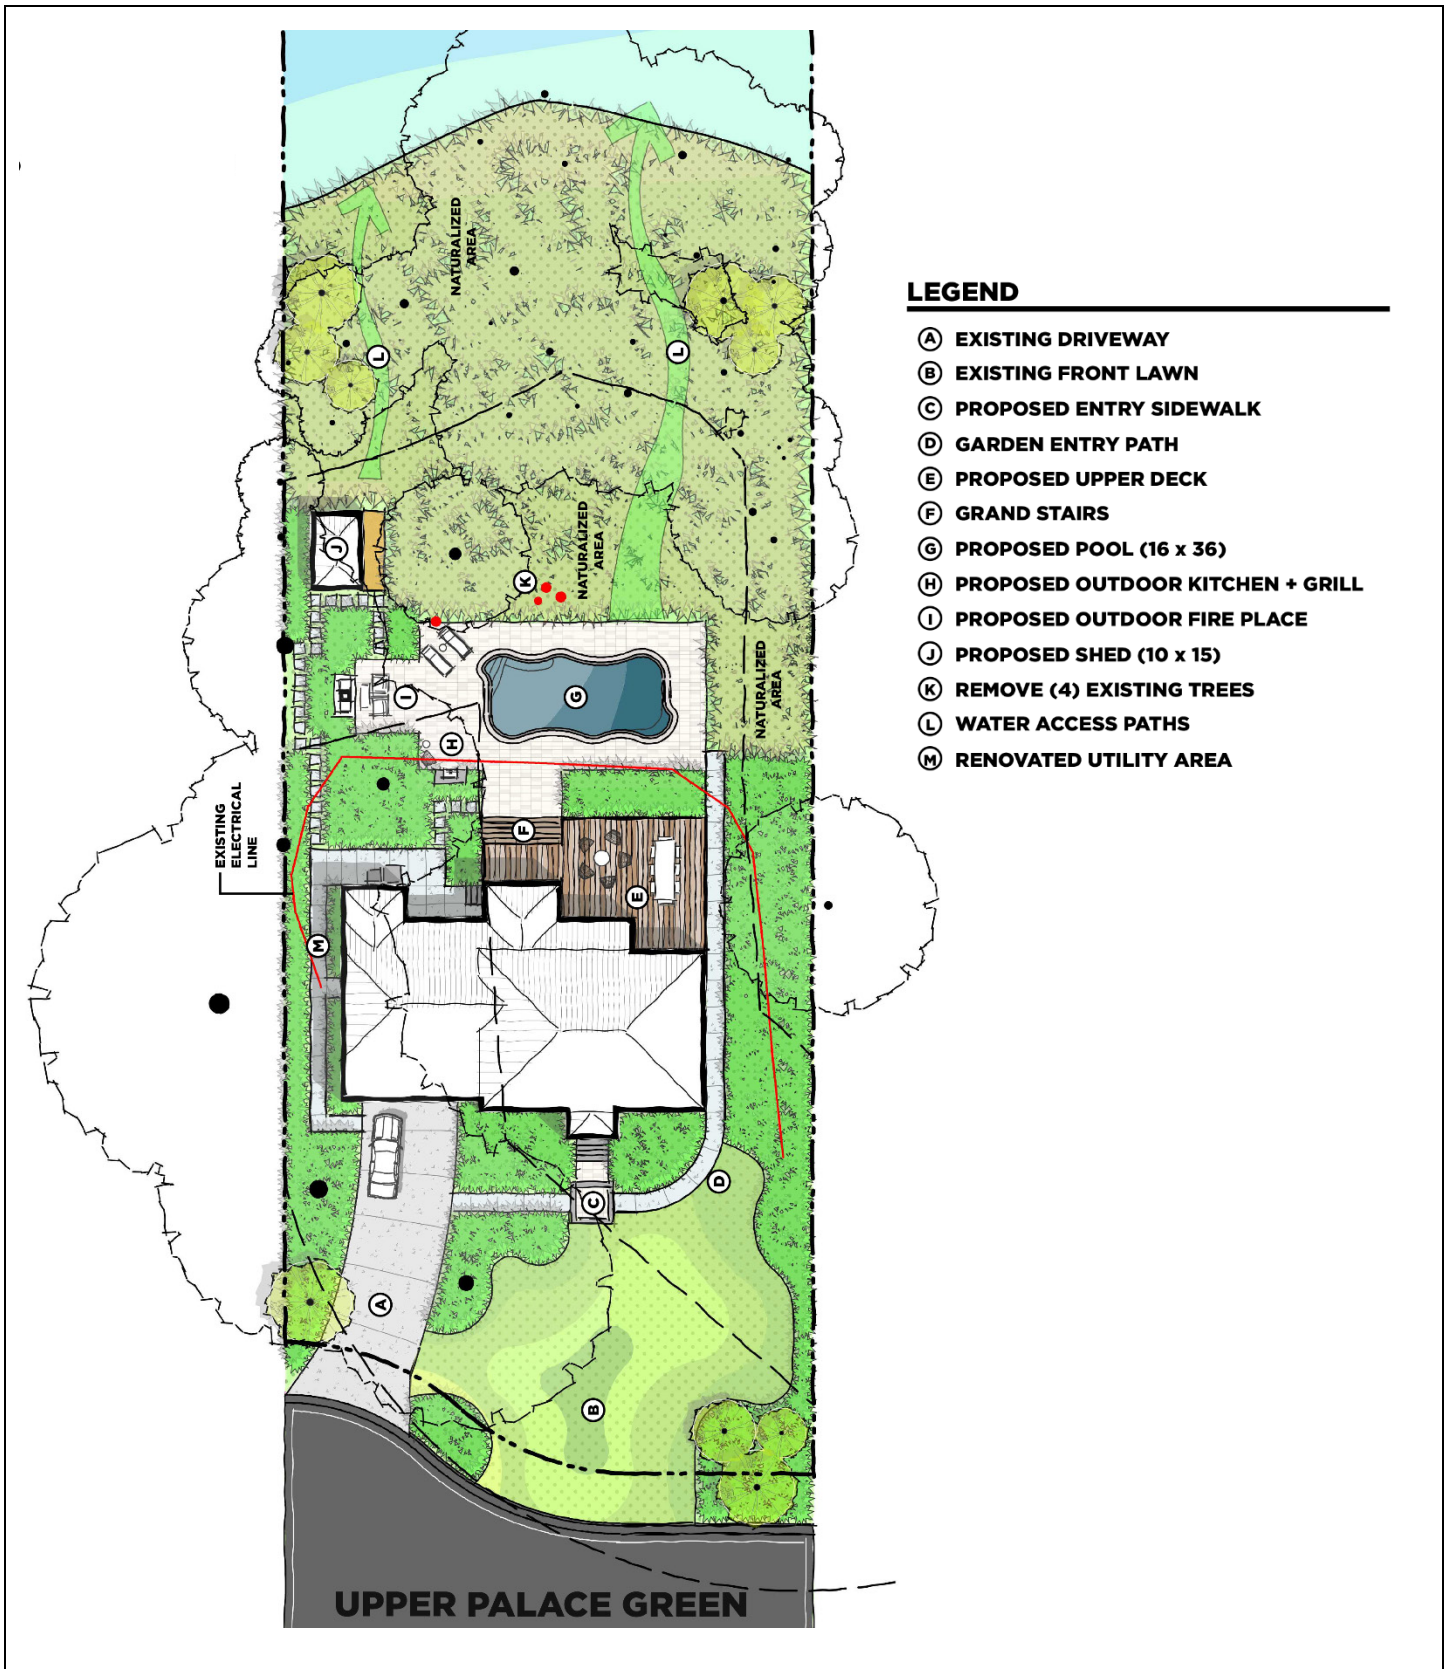 NATURALIZED
AREA
L
L
J
K
NATURALIZED
AREA
I
G
H
NATURALIZED
AREA
EXISTING
ELECTRICAL
LINE
F
E
M
D
C
A
B
UPPER PALACE GREEN
LEGEND
A EXISTING DRIVEWAY
B EXISTING FRONT LAWN
C PROPOSED ENTRY SIDEWALK
D GARDEN ENTRY PATH
E PROPOSED UPPER DECK
F GRAND STAIRS
G PROPOSED POOL (16 x 36)
H PROPOSED OUTDOOR KITCHEN + GRILL
I PROPOSED OUTDOOR FIRE PLACE
J PROPOSED SHED (10 x 15)
K REMOVE (4) EXISTING TREES
L WATER ACCESS PATHS
M RENOVATED UTILITY AREA